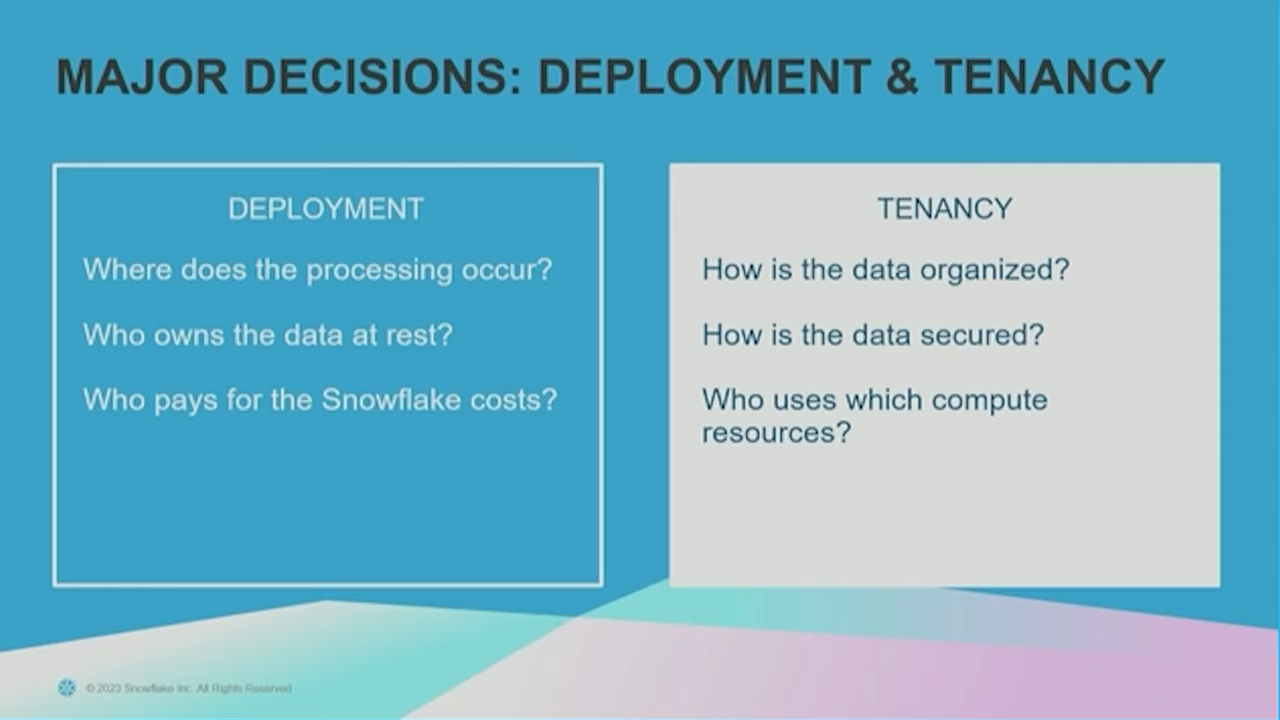 MAJOR DECISIONS: DEPLOYMENT & TENANCY
DEPLOYMENT
Where does the processing occur?
Who owns the data at rest?
Who pays for the Snowflake costs?
TENANCY
How is the data organized?
How is the data secured?
Who uses which compute
resources?
© 2023 Snowflake Inc. All Rights Reserved